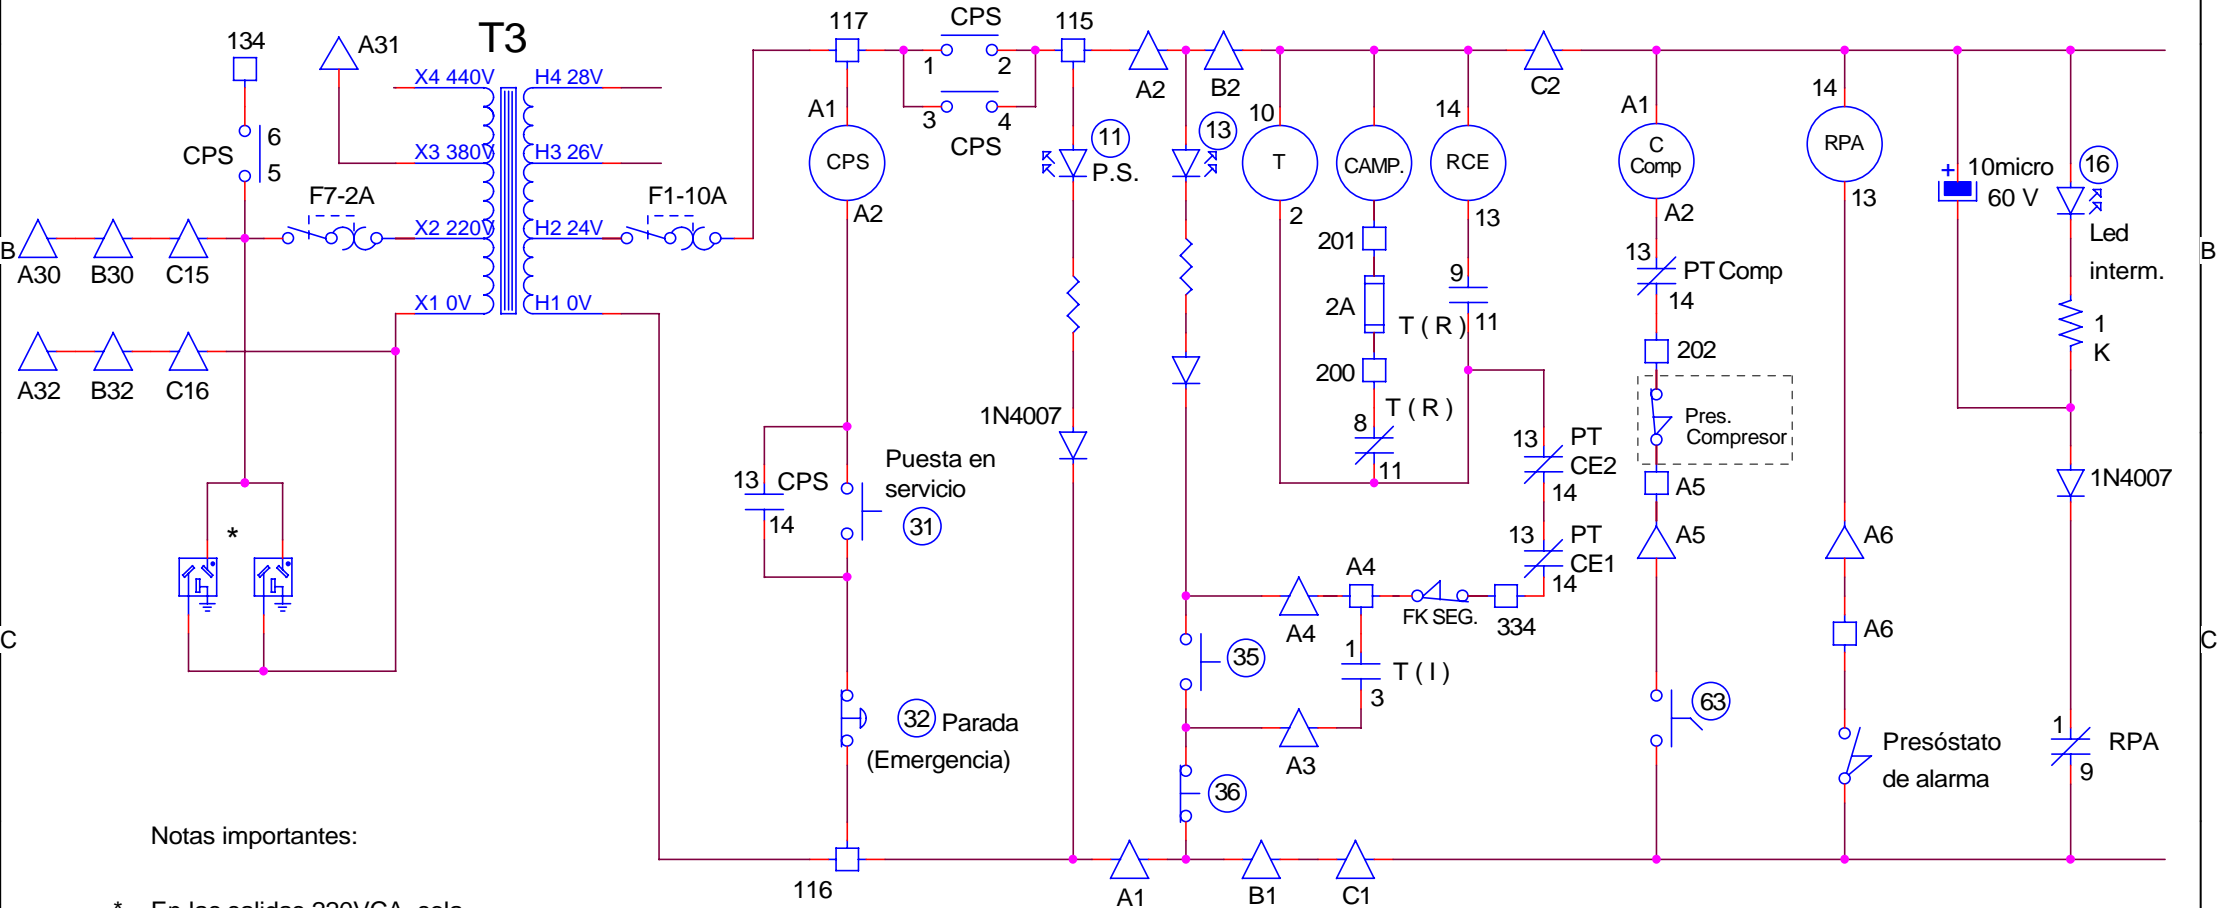 T3
134
A31
X4 440V
H4 28V
X3 380V
H3 26V
X2 220V
H2 24V
X1 0V
H1 0V
CPS
6
5
F7-2A
F1-10A
B
A30
B30
C15
A32
B32
C16
*
117
A1
CPS
A2
CPS
1
2
3
4
CPS
115
11
P.S.
1N4007
13
CPS
14
Puesta en
servicio
31
32
Parada
(Emergencia)
116
A2
13
B2
10
T
2
CAMP.
201
2A
200
T ( R )
8
11
14
RCE
13
9
T ( R )
11
13
PT
CE2
14
13
PT
CE1
14
A4
A4
FK SEG.
334
1
T ( I )
3
A3
35
36
A1
B1
C1
C2
A1
C
Comp
A2
13
PT Comp
14
202
Pres.
Compresor
A5
A5
63
14
RPA
13
A6
A6
Presóstato
de alarma
+
10micro
60 V
16
Led
interm.
1
K
1N4007
1
RPA
9
B
C
C
Notas importantes: